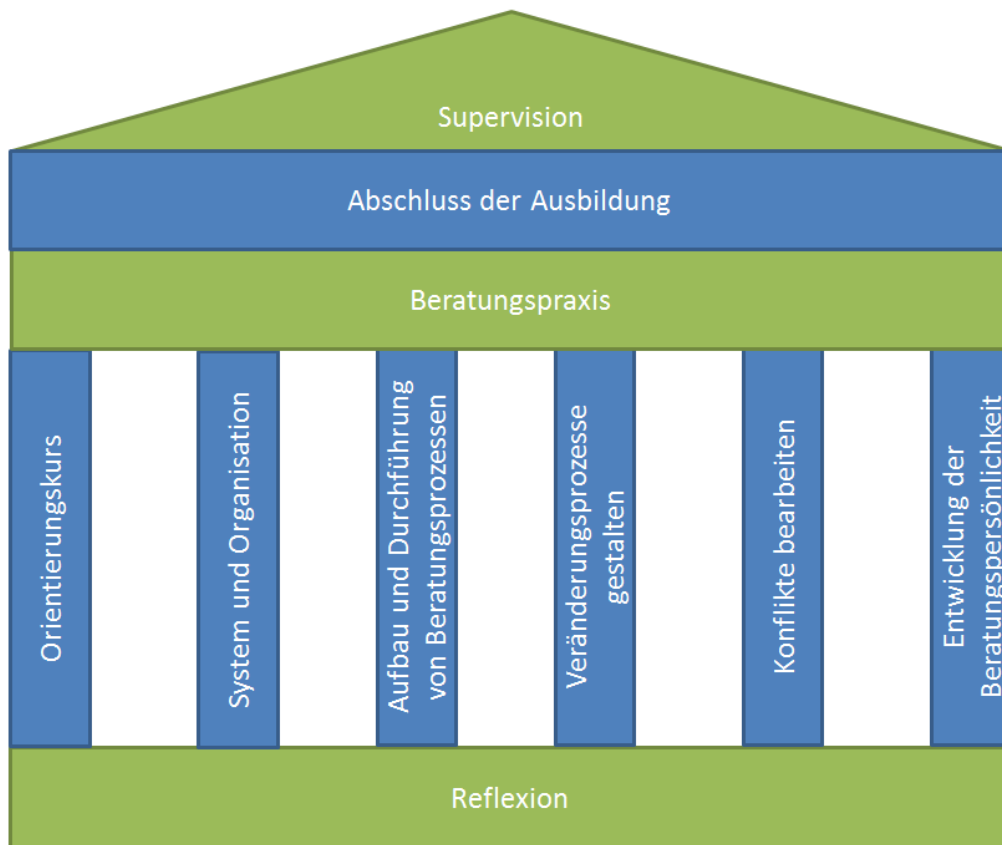 Supervision
Abschluss der Ausbildung
Beratungspraxis
Orientierungskurs
System und Organisation
Aufbau und Durchführung
von Beratungsprozessen
Veränderungsprozesse
gestalten
Konflikte bearbeiten
Entwicklung der
Beratungspersönlichkeit
Reflexion